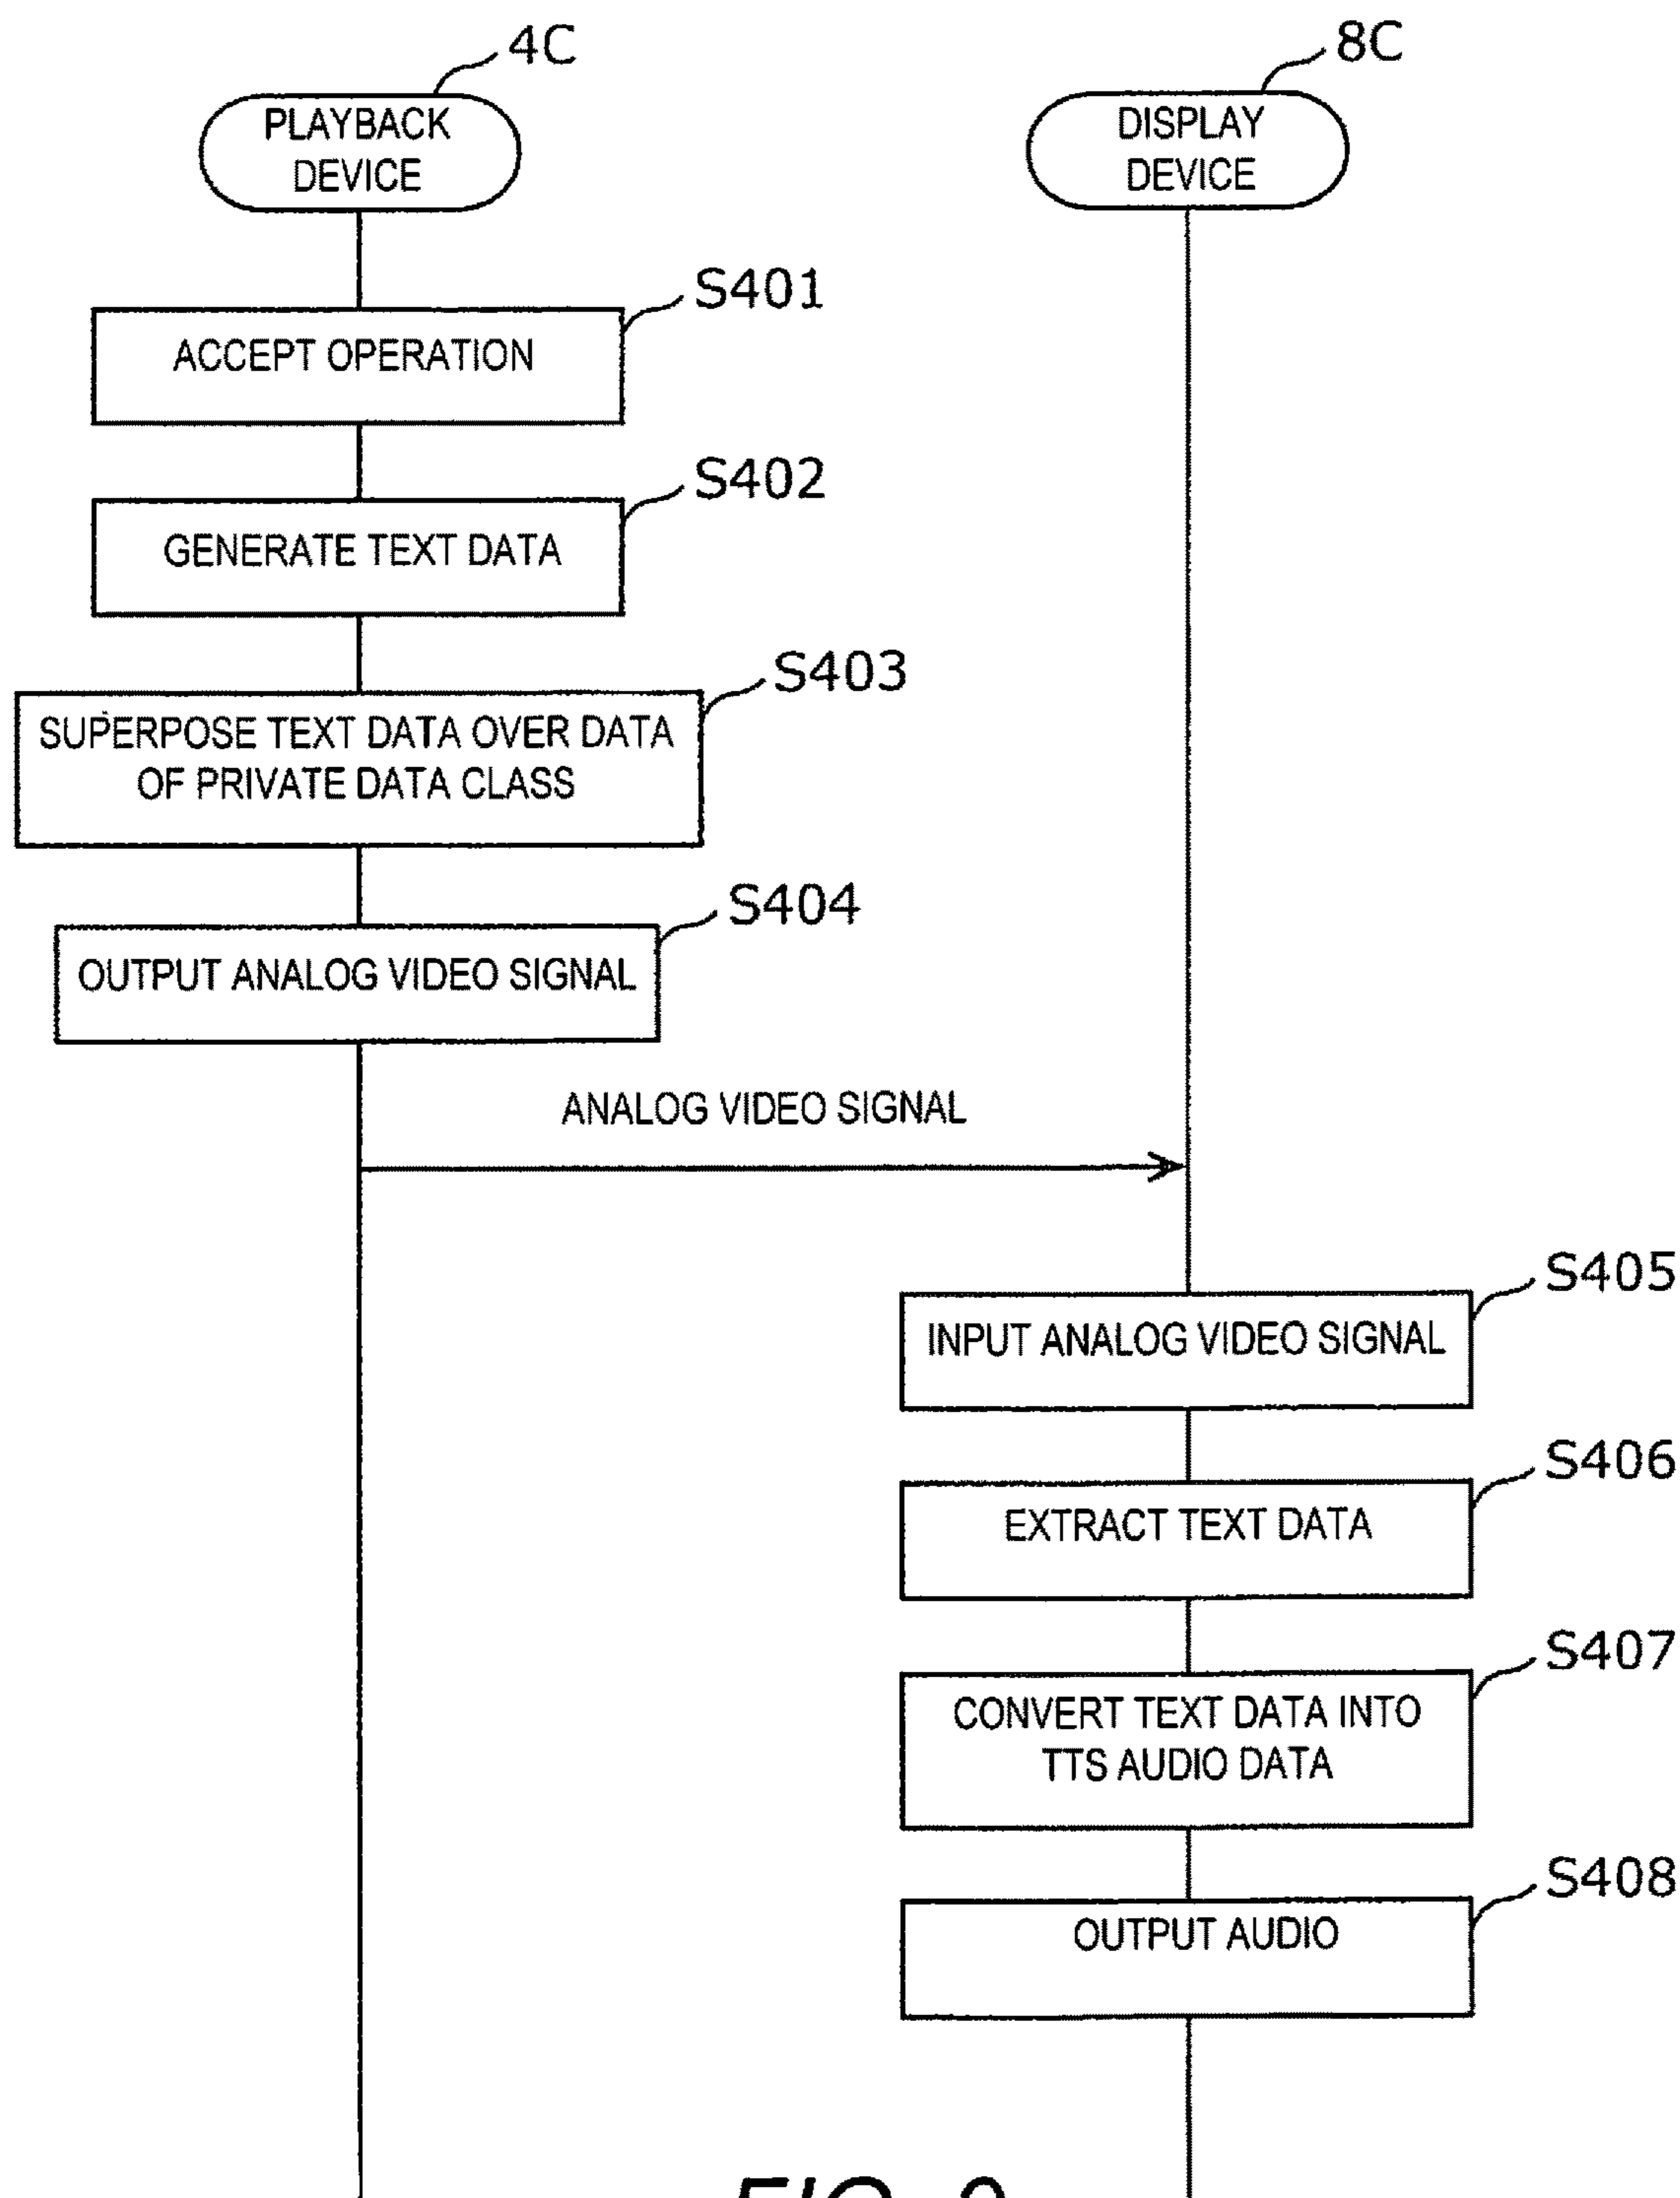 4C
PLAYBACK
DEVICE
8C
DISPLAY
DEVICE
S401
ACCEPT OPERATION
S402
GENERATE TEXT DATA
S403
SUPERPOSE TEXT DATA OVER DATA
OF PRIVATE DATA CLASS
S404
OUTPUT ANALOG VIDEO SIGNAL
ANALOG VIDEO SIGNAL
S405
INPUT ANALOG VIDEO SIGNAL
S406
EXTRACT TEXT DATA
S407
CONVERT TEXT DATA INTO
TTS AUDIO DATA
S408
OUTPUT AUDIO
FIG.